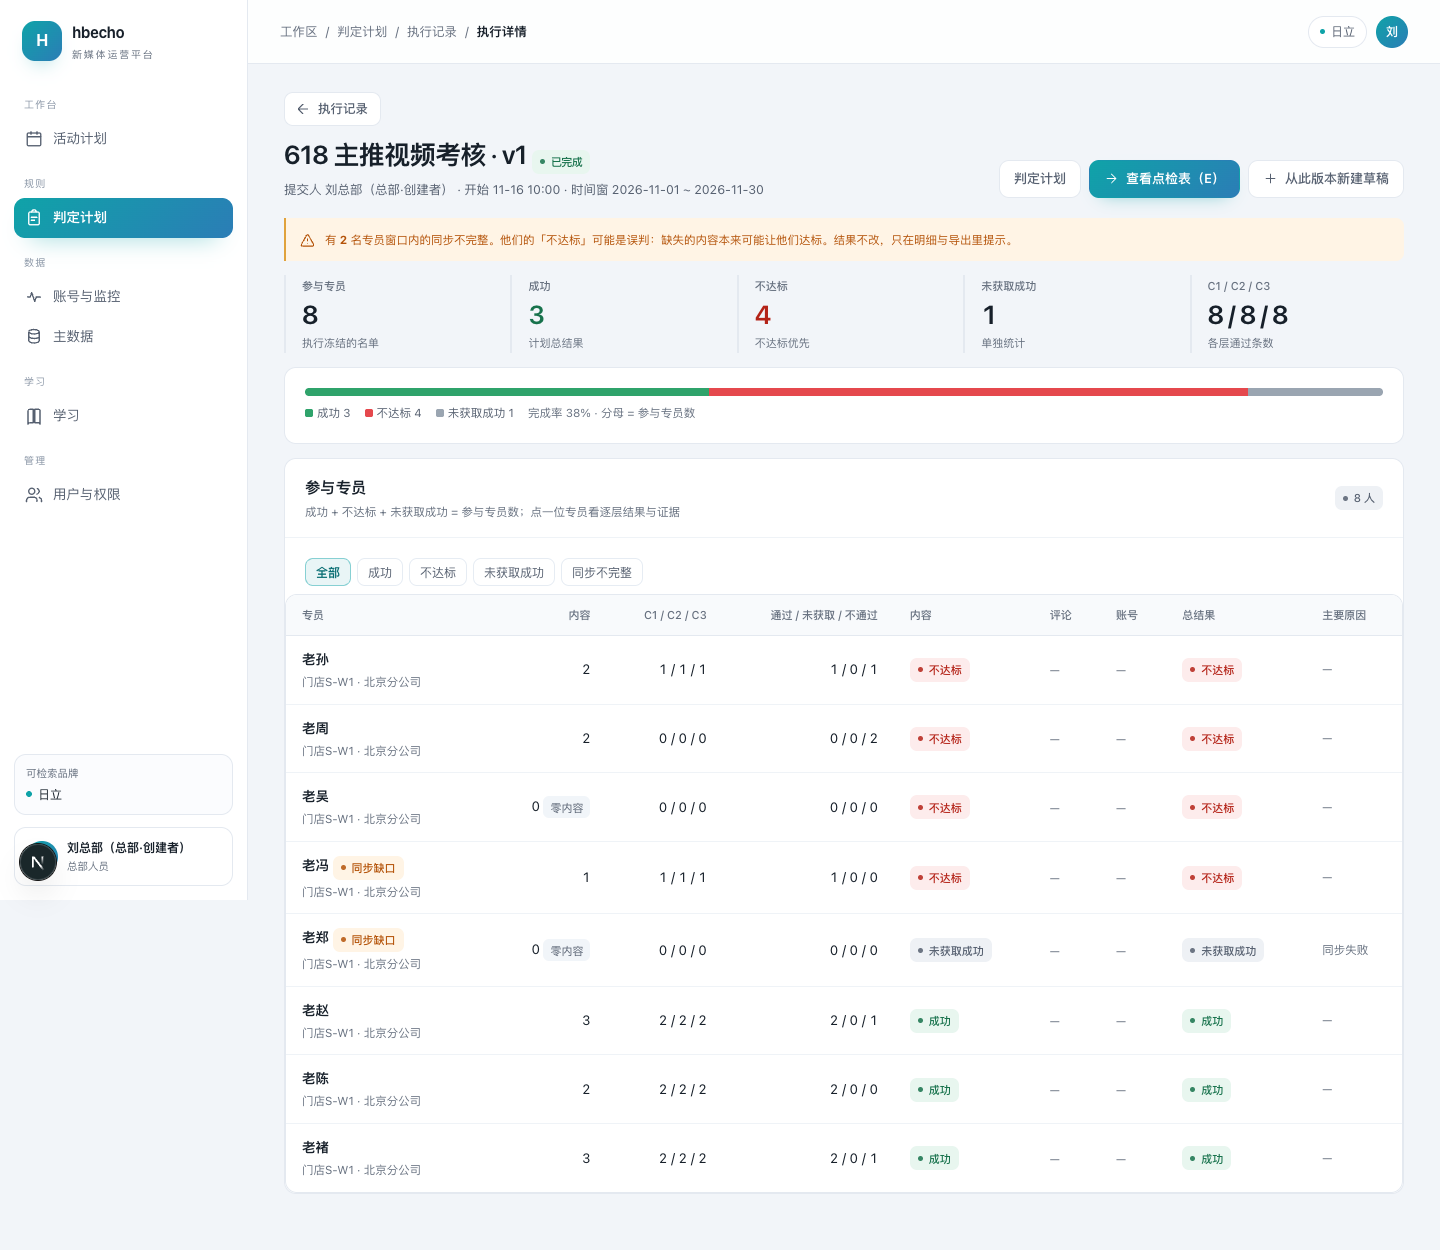 H
hbecho
新媒体运营平台
工作台
活动计划
规则
判定计划
数据
账号与监控
主数据
学习
学习
管理
用户与权限
可检索品牌
日立
刘总部（总部·创建者）
总部人员
N
工作区 / 判定计划 / 执行记录 / 执行详情
日立
刘
← 执行记录
618 主推视频考核 · v1 已完成
提交人 刘总部（总部·创建者） · 开始 11-16 10:00 · 时间窗 2026-11-01 ~ 2026-11-30
判定计划
→ 查看点检表（E）
+ 从此版本新建草稿
有 2 名专员窗口内的同步不完整。他们的「不达标」可能是误判：缺失的内容本来可能让他们达标。结果不改，只在明细与导出里提示。
参与专员
8
执行冻结的名单
成功
3
计划总结果
不达标
4
不达标优先
未获取成功
1
单独统计
C1 / C2 / C3
8/8/8
各层通过条数
成功 3 不达标 4 未获取成功 1 完成率 38% · 分母 = 参与专员数
参与专员
成功 + 不达标 + 未获取成功 = 参与专员数；点一位专员看逐层结果与证据
8 人
全部 成功 不达标 未获取成功 同步不完整
专员 内容 C1 / C2 / C3 通过 / 未获取 / 不通过 内容 评论 账号 总结果 主要原因
老孙
门店S-W1 · 北京分公司
2 1 / 1 / 1 1 / 0 / 1 不达标 — — 不达标 —
老周
门店S-W1 · 北京分公司
2 0 / 0 / 0 0 / 0 / 2 不达标 — — 不达标 —
老吴
门店S-W1 · 北京分公司
0 零内容 0 / 0 / 0 0 / 0 / 0 不达标 — — 不达标 —
老冯 同步缺口
门店S-W1 · 北京分公司
1 1 / 1 / 1 1 / 0 / 0 不达标 — — 不达标 —
老郑 同步缺口
门店S-W1 · 北京分公司
0 零内容 0 / 0 / 0 0 / 0 / 0 未获取成功 — — 未获取成功 同步失败
老赵
门店S-W1 · 北京分公司
3 2 / 2 / 2 2 / 0 / 1 成功 — — 成功 —
老陈
门店S-W1 · 北京分公司
2 2 / 2 / 2 2 / 0 / 0 成功 — — 成功 —
老褚
门店S-W1 · 北京分公司
3 2 / 2 / 2 2 / 0 / 1 成功 — — 成功 —